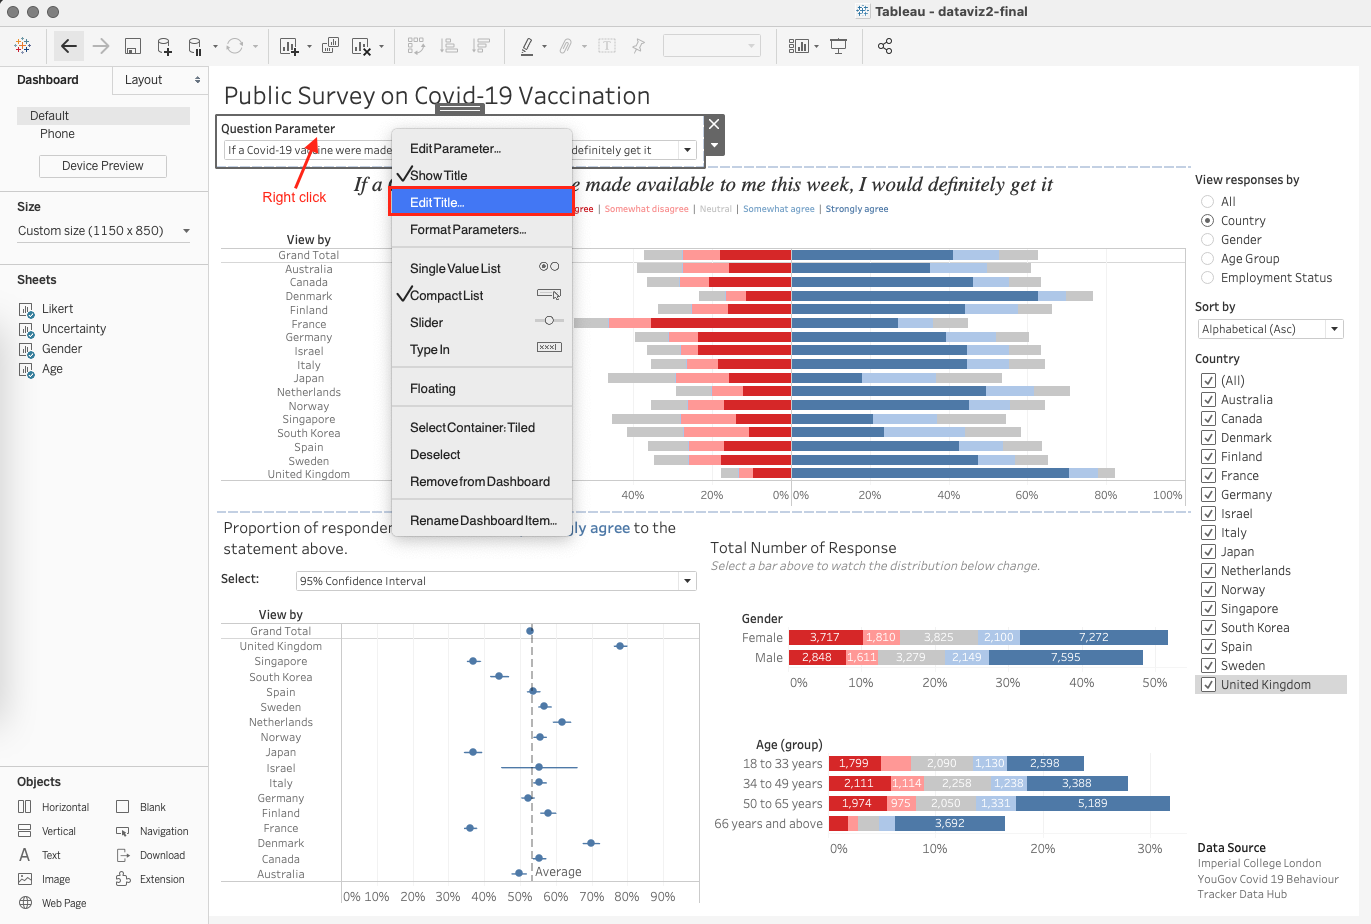 Tableau - dataviz2-final
Dashboard
Layout
Default
Phone
Device Preview
Size
Custom size (1150 x 850)
Sheets
Likert
Uncertainty
Gender
Age
Objects
Horizontal
Blank
Vertical
Navigation
Text
Download
Image
Extension
Web Page
Public Survey on Covid-19 Vaccination
Question Parameter
If a Covid-19 vaccine were made
definitely get it
Right click
Edit Parameter...
Show Title
Edit Title...
Format Parameters...
Single Value List
Compact List
Slider
Type In
Floating
Select Container: Tiled
Deselect
Remove from Dashboard
Rename Dashboard Item...
If a
made available to me this week, I would definitely get it
| Somewhat disagree | Neutral | Somewhat agree | Strongly agree
View by
Grand Total
Australia
Canada
Denmark
Finland
France
Germany
Israel
Italy
Japan
Netherlands
Norway
Singapore
South Korea
Spain
Sweden
United Kingdom
40% 20% 0% 0% 20% 40% 60% 80% 100%
Proportion of
agree to the
statement above.
Select:
95% Confidence Interval
View by
Grand Total
United Kingdom
Singapore
South Korea
Spain
Sweden
Netherlands
Norway
Japan
Israel
Italy
Germany
Finland
France
Denmark
Canada
Australia
Average
0% 10% 20% 30% 40% 50% 60% 70% 80% 90%
Total Number of Response
Select a bar above to watch the distribution below change.
Gender
Female 3,717 1,810 3,825 2,100 7,272
Male 2,848 1,611 3,279 2,149 7,595
0% 10% 20% 30% 40% 50%
Age (group)
18 to 33 years 1,799 2,090 1,130 2,598
34 to 49 years 2,111 1,114 2,258 1,238 3,388
50 to 65 years 1,974 975 2,050 1,331 5,189
66 years and above 3,692
0% 10% 20% 30%
View responses by
All
Country
Gender
Age Group
Employment Status
Sort by
Alphabetical (Asc)
Country
(All)
Australia
Canada
Denmark
Finland
France
Germany
Israel
Italy
Japan
Netherlands
Norway
Singapore
South Korea
Spain
Sweden
United Kingdom
Data Source
Imperial College London
YouGov Covid 19 Behaviour
Tracker Data Hub